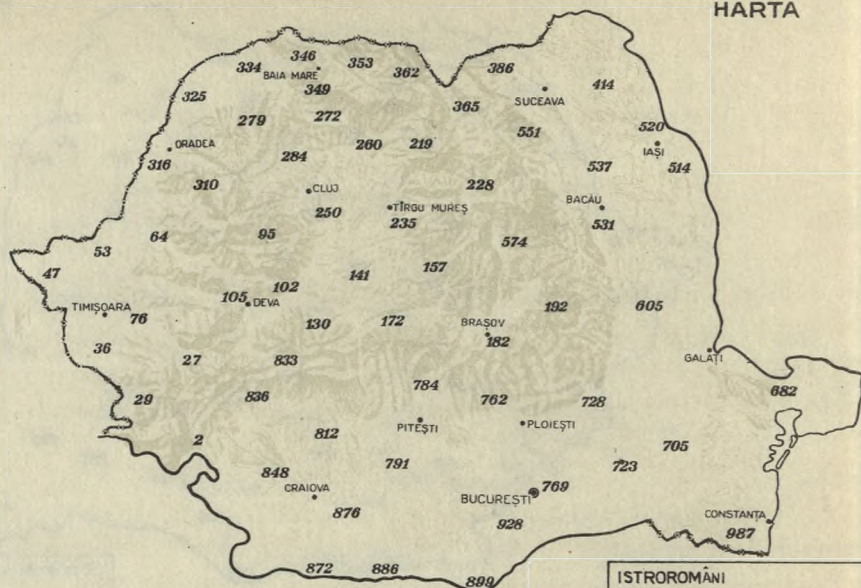 HARTA
334 346 353 362 386
BAIA MARE
325 349 414
SUCEAVA
279 272 365 551 520
ORADEA 260 219 IAȘI
316 284 537 514
310 CLUJ 228
250 TÎRGU MUREȘ BACĂU
235 531
53 64 95 574
47 141 157
105 102 DEVA
TIMIȘOARA 76 192 605
130 172 BRAȘOV
36 182
27 833 GALAȚI
29 836 784 762 728 682
PITEȘTI PLOIEȘTI
2 812 705
848 791 723
CRAIOVA BUCUREȘTI 769
876 928 CONSTANȚA
987
872 886 899
ISTROROMÂNI